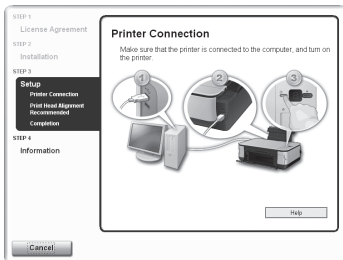 STEP 1
License Agreement
STEP 2
Installation
STEP 3
Setup
Printer Connection
Print Head Alignment
Recommended
Completion
STEP 4
Information
Printer Connection
Make sure that the printer is connected to the computer, and turn on
the printer.
1
2
3
Help
Cancel